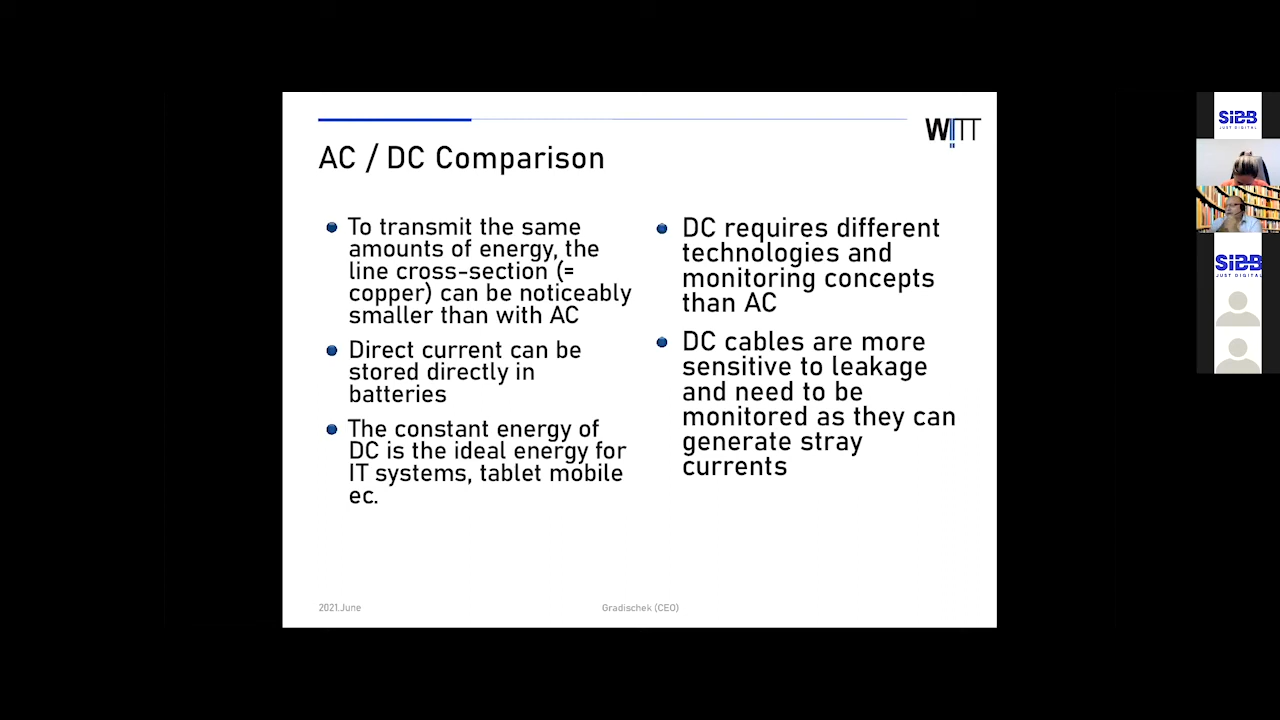 WITT
AC / DC Comparison
To transmit the same
amounts of energy, the
line cross-section (=
copper) can be noticeably
smaller than with AC
Direct current can be
stored directly in
batteries
The constant energy of
DC is the ideal energy for
IT systems, tablet mobile
ec.
DC requires different
technologies and
monitoring concepts
than AC
DC cables are more
sensitive to leakage
and need to be
monitored as they can
generate stray
currents
2021.June
Gradischek (CEO)
SiBB
JUST DIGITAL
SiBB
JUST DIGITAL